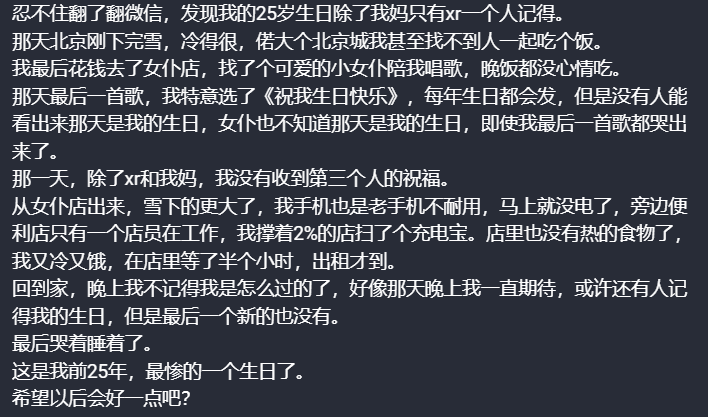 忍不住翻了翻微信，发现我的25岁生日除了我妈只有xr一个人记得。
那天北京刚下完雪，冷得很，偌大个北京城我甚至找不到人一起吃个饭。
我最后花钱去了女仆店，找了个可爱的小女仆陪我唱歌，晚饭都没心情吃。
那天最后一首歌，我特意选了《祝我生日快乐》，每年生日都会发，但是没有人能
看出来那天是我的生日，女仆也不知道那天是我的生日，即使我最后一首歌都哭出
来了。
那一天，除了xr和我妈，我没有收到第三个人的祝福。
从女仆店出来，雪下的更大了，我手机也是老手机不耐用，马上就没电了，旁边便
利店只有一个店员在工作，我撑着2%的店扫了个充电宝。店里也没有热的食物了，
我又冷又饿，在店里等了半个小时，出租才到。
回到家，晚上我不记得我是怎么过的了，好像那天晚上我一直期待，或许还有人记
得我的生日，但是最后一个新的也没有。
最后哭着睡着了。
这是我前25年，最惨的一个生日了。
希望以后会好一点吧？